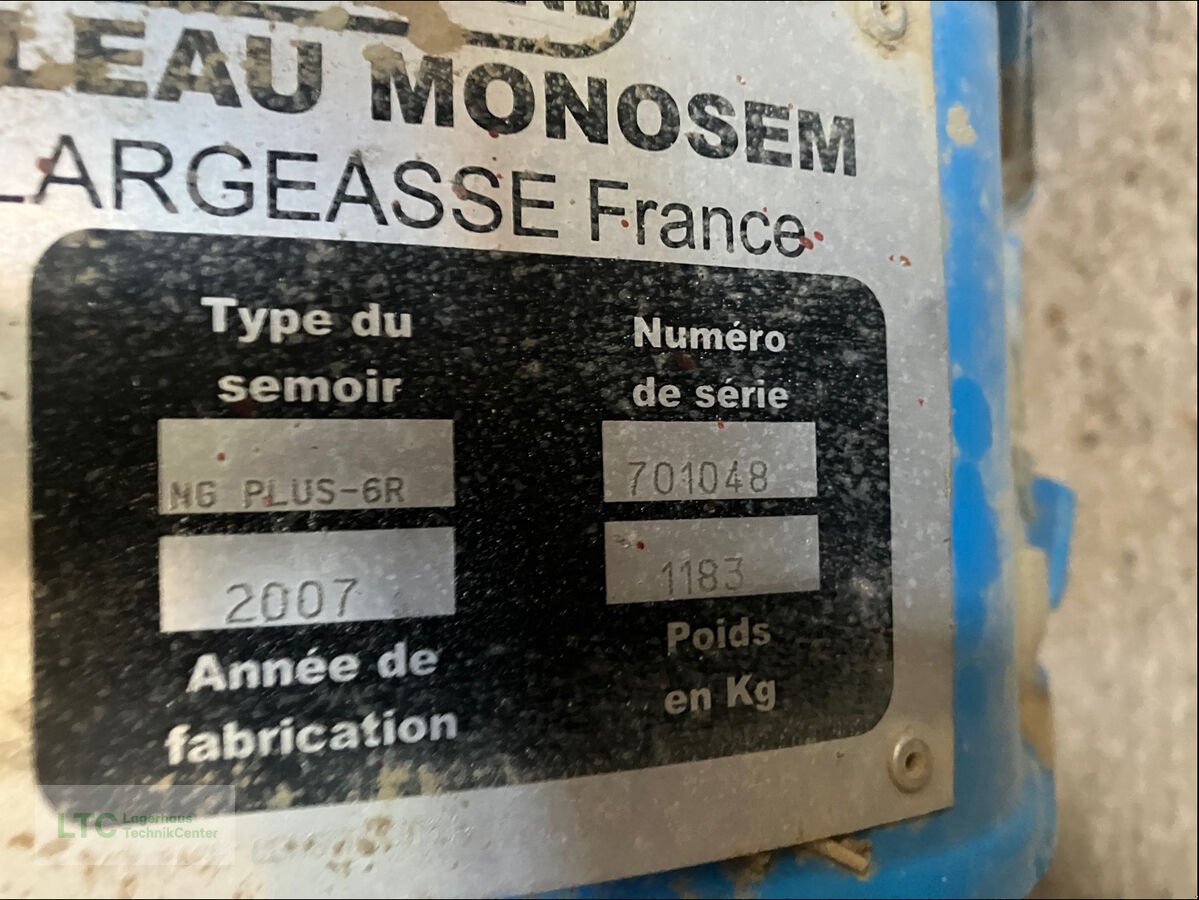 LEAU MONOSEM
LARGEASSE France
Type du
semoir
Numéro
de série
NG PLUS-6R
701048
2007
1183
Année de
fabrication
Poids
en Kg
LTC Lagerhaus
TechnikCenter